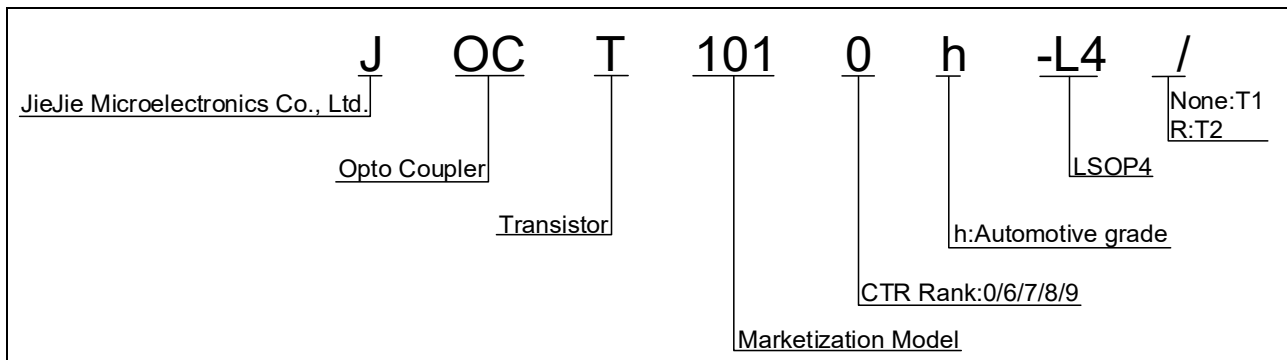 J OC T 101 0 h -L4 /
JieJie Microelectronics Co., Ltd.
None:T1
R:T2
Opto Coupler
LSOP4
Transistor
h:Automotive grade
CTR Rank:0/6/7/8/9
Marketization Model